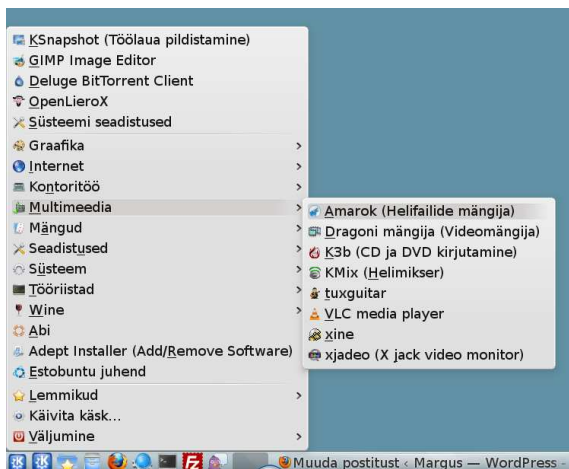 KSnapshot (Töölaua pildistamine)
GIMP Image Editor
Deluge BitTorrent Client
OpenLieroX
Süsteemi seadistused
Graafika
Internet
Kontoritöö
Multimeedia
Mängud
Seadistused
Süsteem
Tööriistad
Wine
Abi
Adept Installer (Add/Remove Software)
Estobuntu juhend
Lemmikud
Käivita käsk...
Väljumine
Amarok (Helifailide mängija)
Dragoni mängija (Videomängija)
K3b (CD ja DVD kirjutamine)
KMix (Helimikser)
tuxguitar
VLC media player
xine
xjadeo (X jack video monitor)
Muuda postitust ‹ Margus — WordPress -